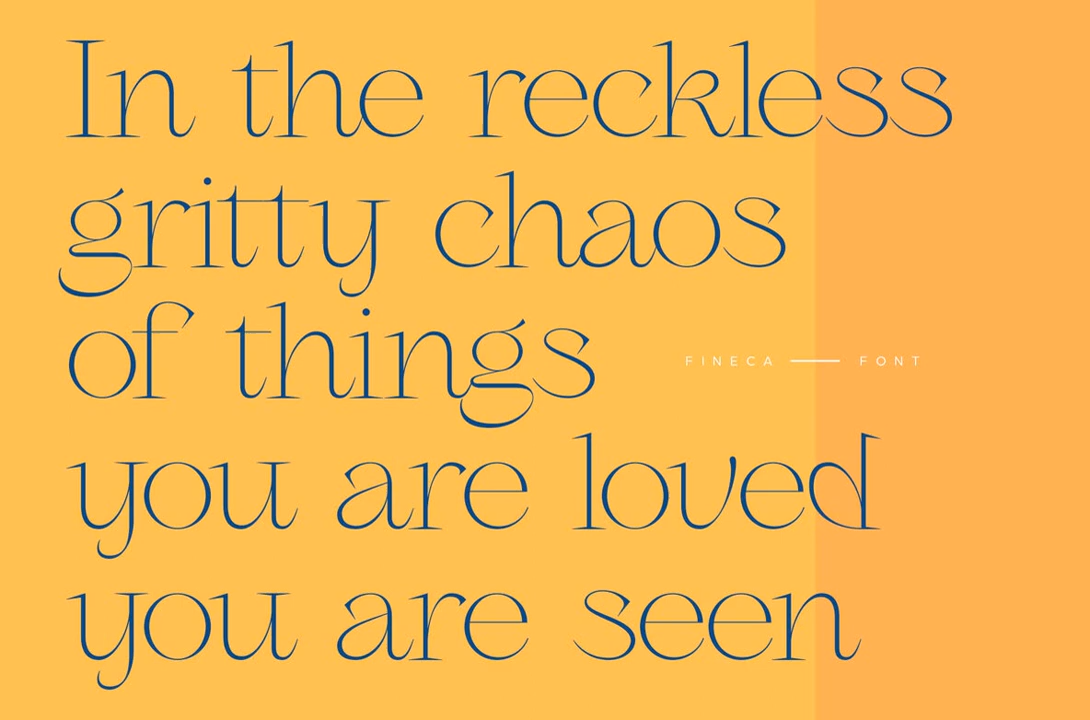 In the reckless
gritty chaos
of things
FINECA — FONT
you are loved
you are seen